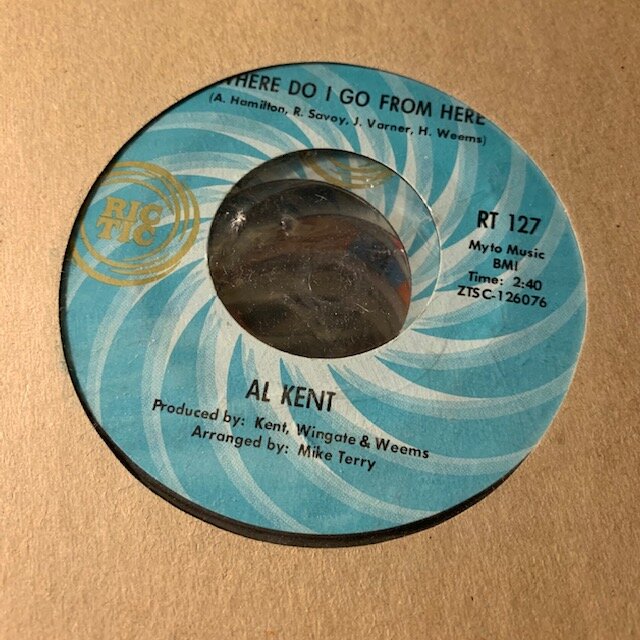 WHERE DO I GO FROM HERE
(A. Hamilton, R. Savoy, J. Varner, H. Weems)
RIC
TIC
RT 127
Myto Music
BMI
Time: 2:40
ZTSC-126076
AL KENT
Produced by: Kent, Wingate & Weems
Arranged by: Mike Terry